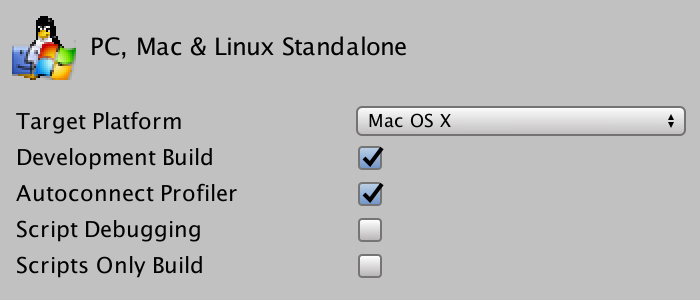 PC, Mac & Linux Standalone
Target Platform Mac OS X
Development Build
Autoconnect Profiler
Script Debugging
Scripts Only Build